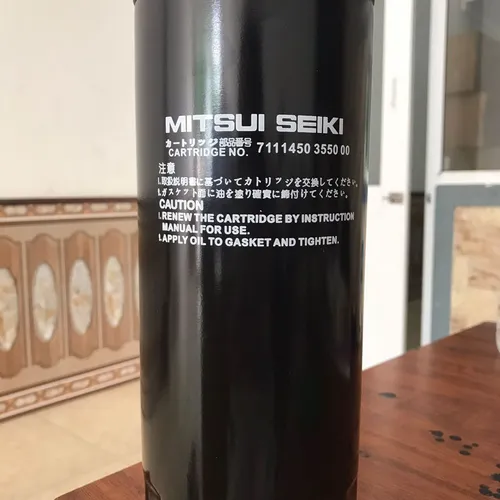 MITSUI SEIKI
カートリッジ部品番号
CARTRIDGE NO. 7111450 3550 00
注意
1.取扱説明書に基づいてカトリッジを交換してください。
2.ガスケット面に油を塗り確実に締付けてください。
CAUTION
1.RENEW THE CARTRIDGE BY INSTRUCTION
MANUAL FOR USE.
2.APPLY OIL TO GASKET AND TIGHTEN.